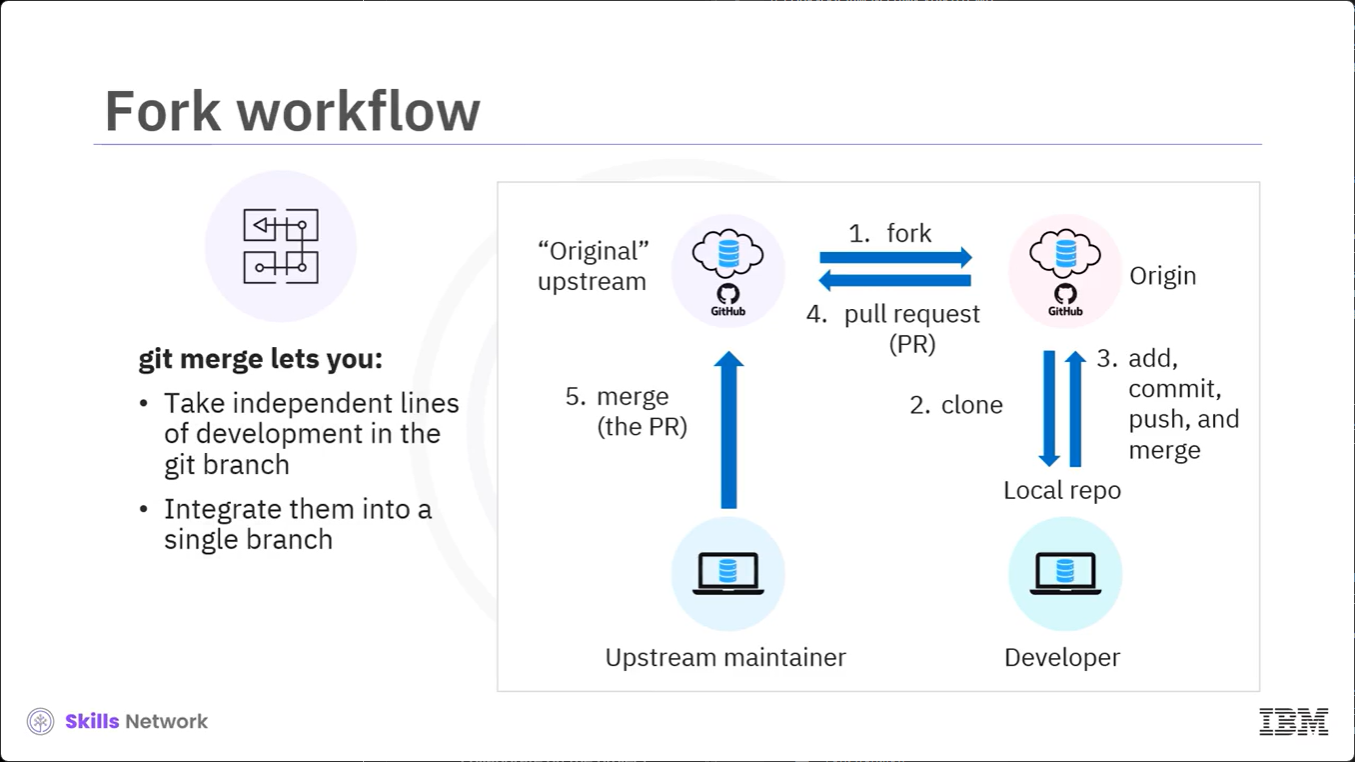 Fork workflow
git merge lets you:
• Take independent lines
of development in the
git branch
• Integrate them into a
single branch
“Original”
upstream
GitHub
1. fork
4. pull request
(PR)
GitHub
Origin
5. merge
(the PR)
2. clone
3. add,
commit,
push, and
merge
Local repo
Upstream maintainer
Developer
Skills Network
IBM